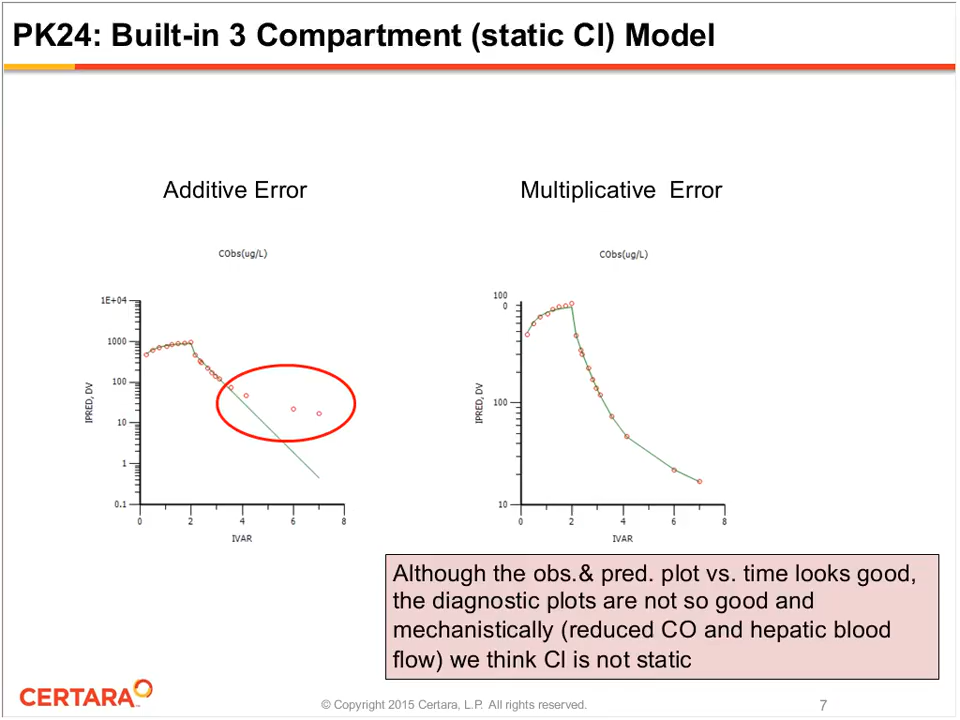 PK24: Built-in 3 Compartment (static Cl) Model
Additive Error
Multiplicative Error
CObs(ug/L)
1E+04
1000
100
10
1
0.1
IPRED, DV
0
2
4
6
8
IVAR
CObs(ug/L)
100
0
100
10
IPRED, DV
0
2
4
6
8
IVAR
Although the obs.& pred. plot vs. time looks good,
the diagnostic plots are not so good and
mechanistically (reduced CO and hepatic blood
flow) we think Cl is not static
CERTARA
© Copyright 2015 Certara, L.P. All rights reserved.
7